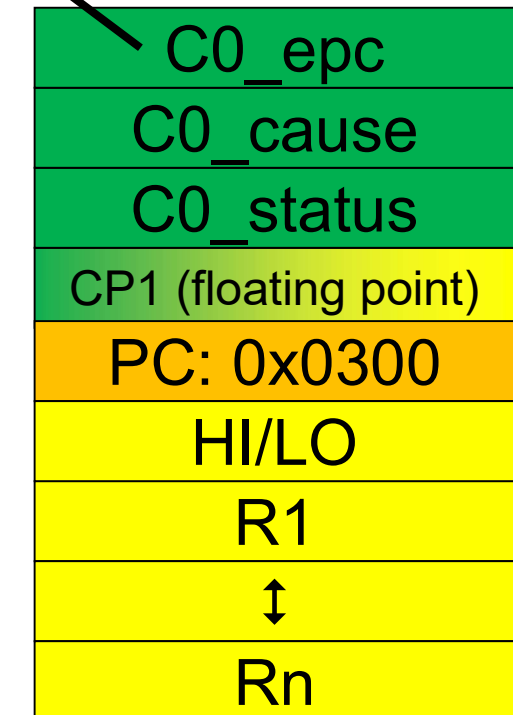 C0_epc
C0_cause
C0_status
CP1 (floating point)
PC: 0x0300
HI/LO
R1
↕
Rn